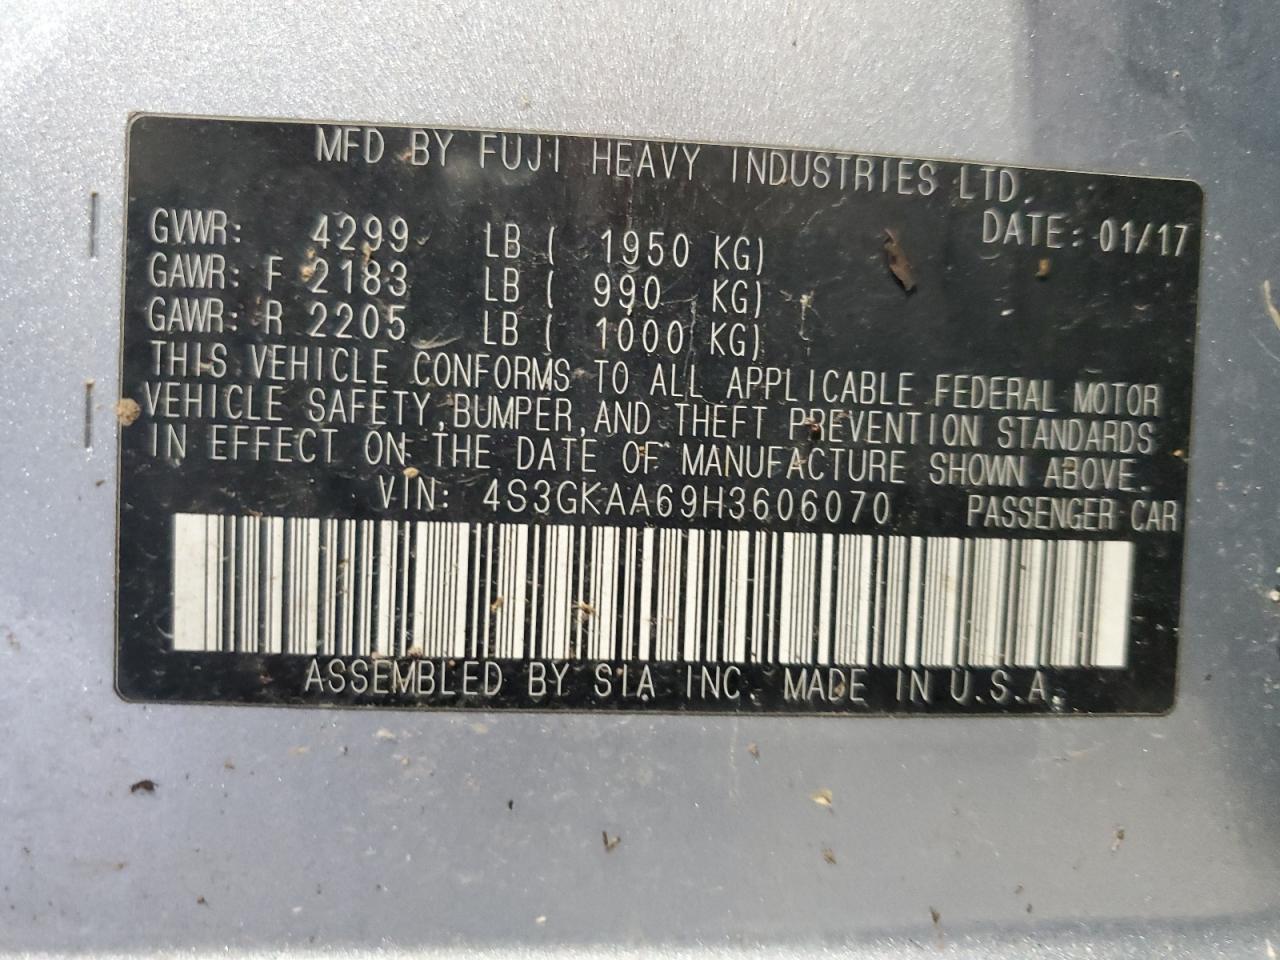 MFD BY FUJI HEAVY INDUSTRIES LTD.
DATE: 01/17
GVWR: 4299 LB ( 1950 KG)
GAWR: F 2183 LB ( 990 KG)
GAWR: R 2205 LB ( 1000 KG)
THIS VEHICLE CONFORMS TO ALL APPLICABLE FEDERAL MOTOR
VEHICLE SAFETY, BUMPER, AND THEFT PREVENTION STANDARDS
IN EFFECT ON THE DATE OF MANUFACTURE SHOWN ABOVE.
VIN: 4S3GKAA69H3606070 PASSENGER CAR
ASSEMBLED BY SIA INC. MADE IN U.S.A.